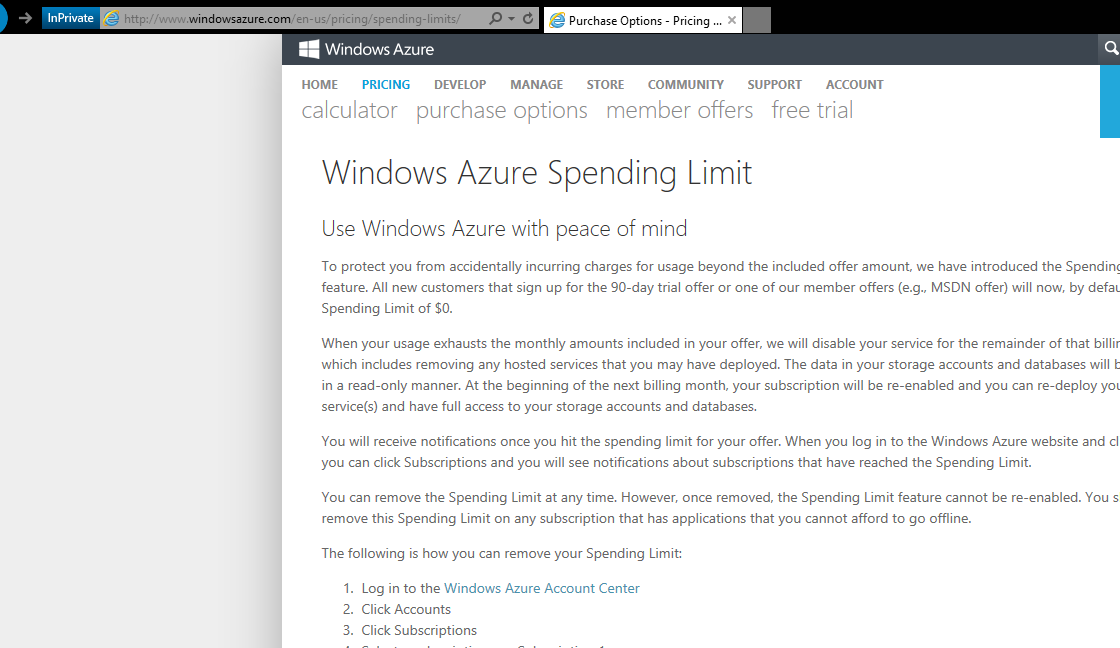 InPrivate
http://www.windowsazure.com/en-us/pricing/spending-limits/
Purchase Options - Pricing ...
Windows Azure
HOME PRICING DEVELOP MANAGE STORE COMMUNITY SUPPORT ACCOUNT
calculator purchase options member offers free trial
Windows Azure Spending Limit
Use Windows Azure with peace of mind
To protect you from accidentally incurring charges for usage beyond the included offer amount, we have introduced the Spending
feature. All new customers that sign up for the 90-day trial offer or one of our member offers (e.g., MSDN offer) will now, by
Spending Limit of $0.
When your usage exhausts the monthly amounts included in your offer, we will disable your service for the remainder of that
which includes removing any hosted services that you may have deployed. The data in your storage accounts and databases will
in a read-only manner. At the beginning of the next billing month, your subscription will be re-enabled and you can re-deploy
service(s) and have full access to your storage accounts and databases.
You will receive notifications once you hit the spending limit for your offer. When you log in to the Windows Azure website and
you can click Subscriptions and you will see notifications about subscriptions that have reached the Spending Limit.
You can remove the Spending Limit at any time. However, once removed, the Spending Limit feature cannot be re-enabled. You
remove this Spending Limit on any subscription that has applications that you cannot afford to go offline.
The following is how you can remove your Spending Limit:
1. Log in to the Windows Azure Account Center
2. Click Accounts
3. Click Subscriptions